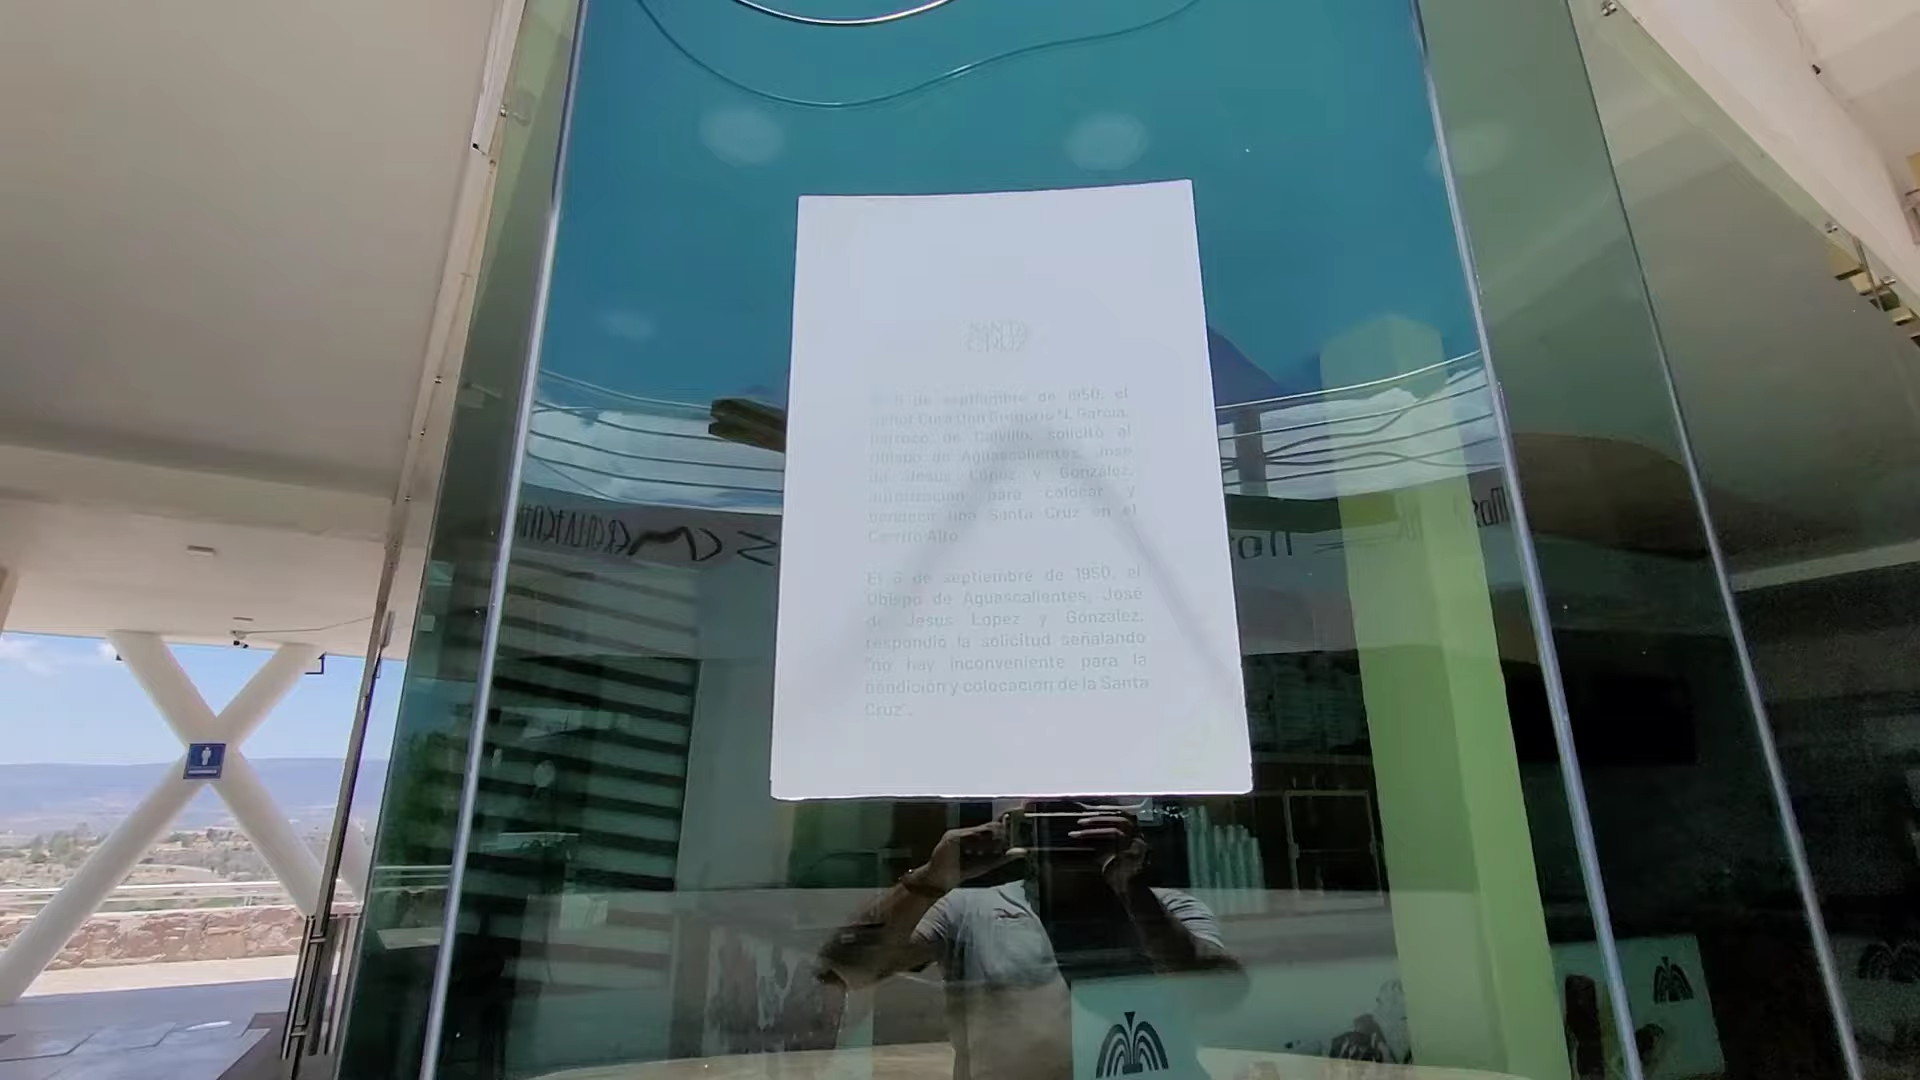 SANTA
CRUZ
de septiembre de 1950, el
Señor Cura don Gregorio N. García,
párroco de Calvillo, solicitó al
Obispo de Aguascalientes, José
de Jesús López y González,
autorización para colocar y
bendecir una Santa Cruz en el
Cerrito Alto
El 6 de septiembre de 1950, el
Obispo de Aguascalientes, José
de Jesús López y González,
respondió la solicitud señalando
"no hay inconveniente para la
bendición y colocación de la Santa
Cruz".